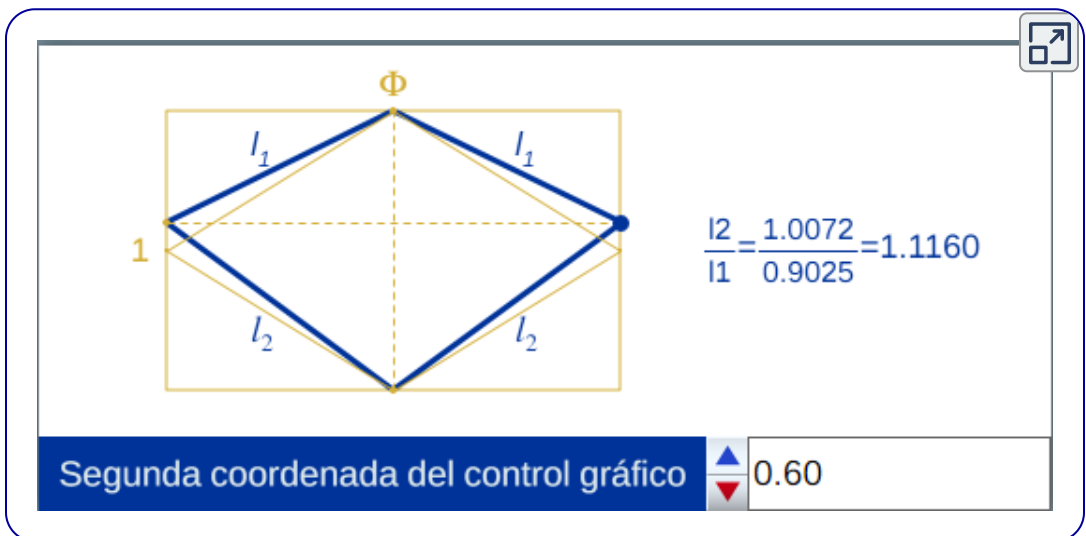 Φ
l1 l1
1
l2/l1=1.0072/0.9025=1.1160
l2 l2
Segunda coordenada del control gráfico 0.60